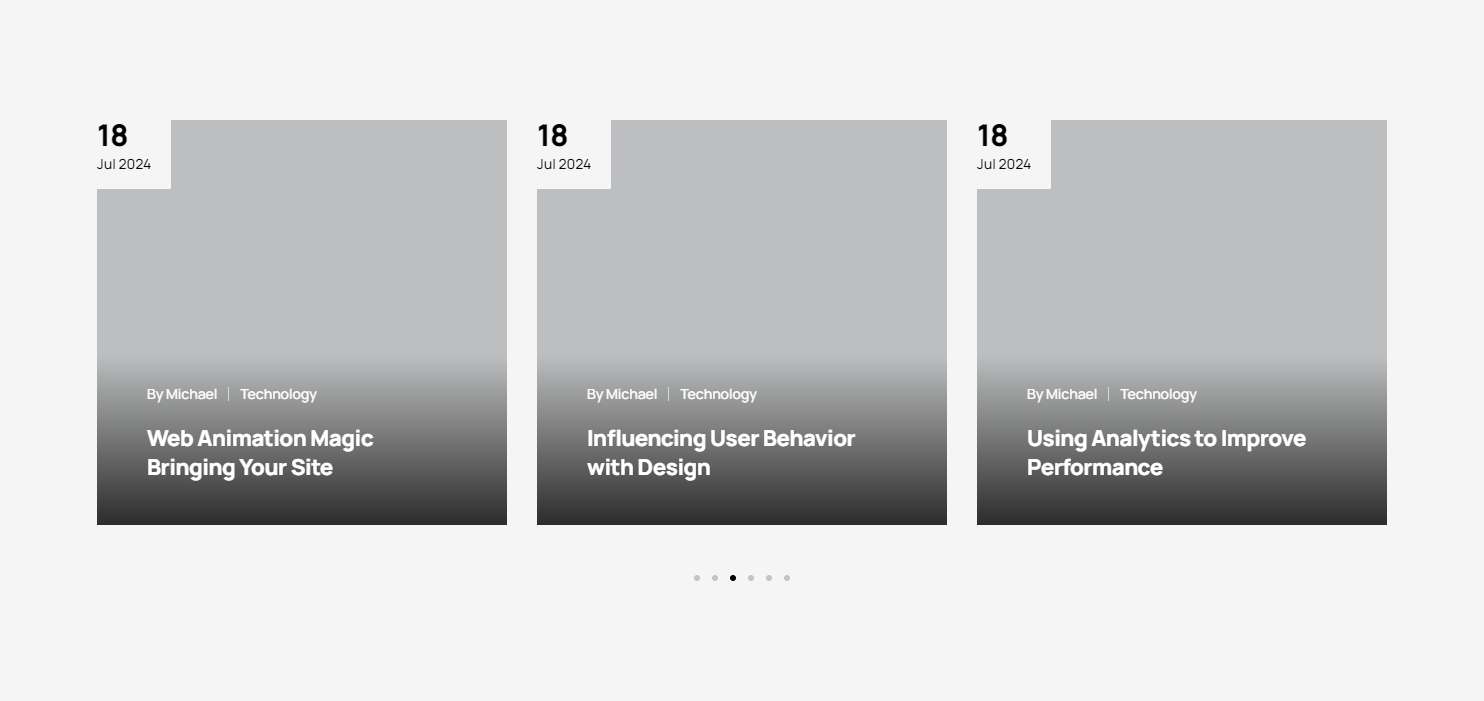 18
Jul 2024
By Michael | Technology
Web Animation Magic
Bringing Your Site
18
Jul 2024
By Michael | Technology
Influencing User Behavior
with Design
18
Jul 2024
By Michael | Technology
Using Analytics to Improve
Performance